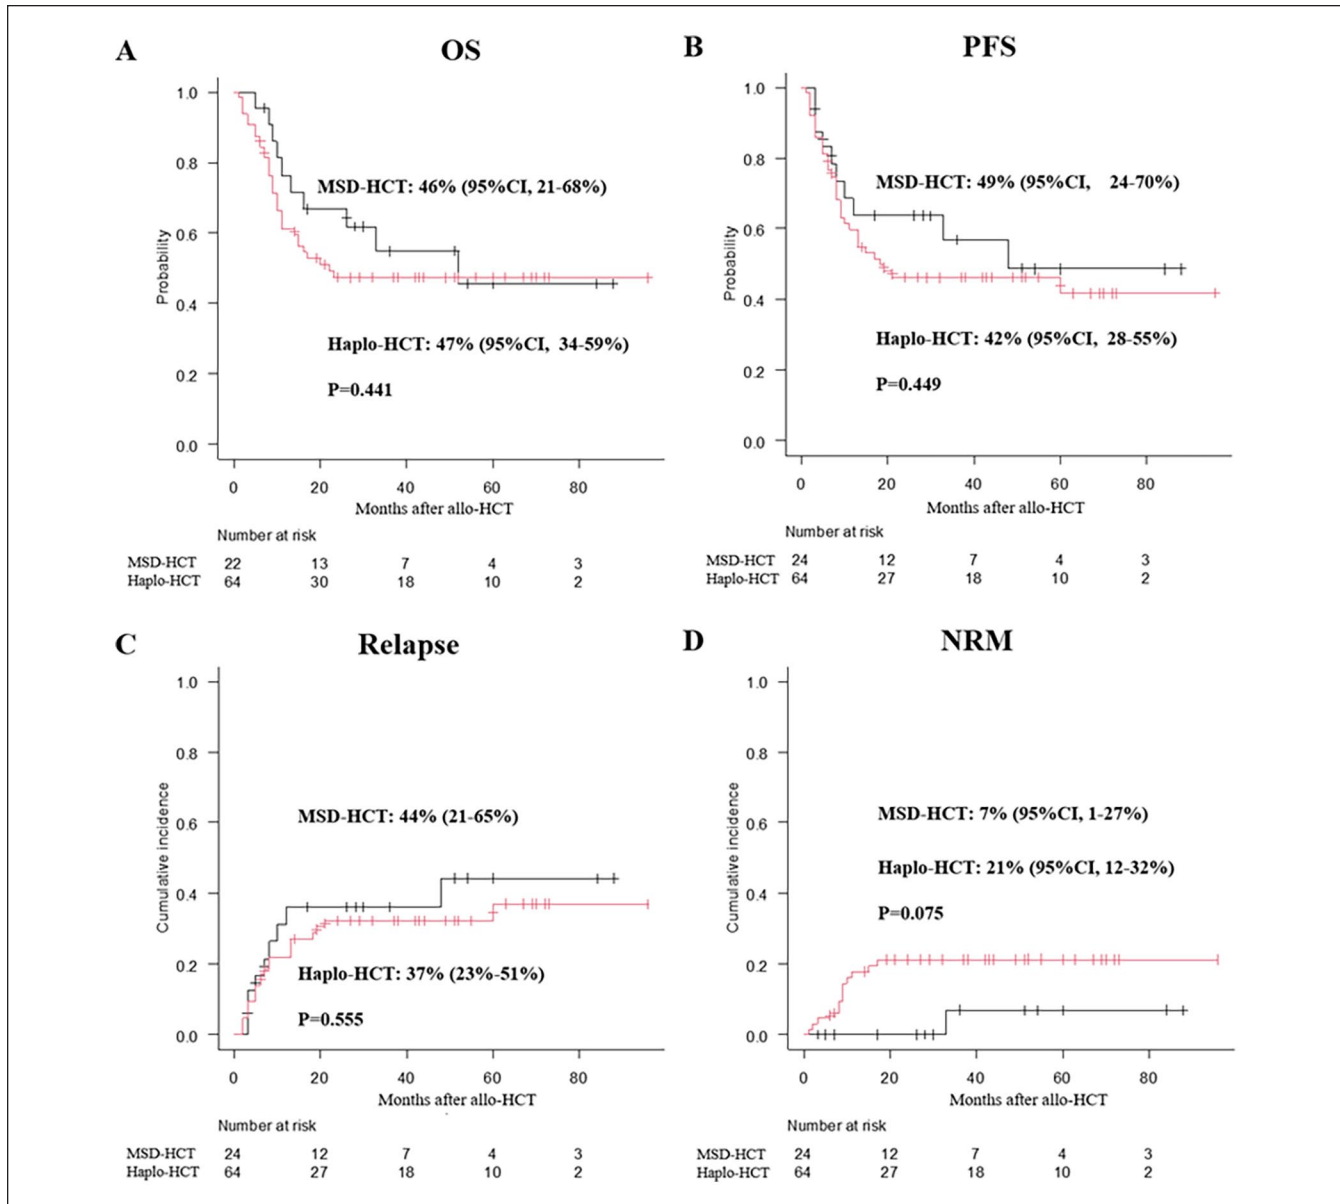 A
OS
1.0
0.8
0.6
0.4
0.2
0.0
Probability
MSD-HCT: 46% (95%CI, 21-68%)
Haplo-HCT: 47% (95%CI, 34-59%)
P=0.441
0 20 40 60 80
Months after allo-HCT
Number at risk
MSD-HCT 22 13 7 4 3
Haplo-HCT 64 30 18 10 2
B
PFS
1.0
0.8
0.6
0.4
0.2
0.0
Probability
MSD-HCT: 49% (95%CI, 24-70%)
Haplo-HCT: 42% (95%CI, 28-55%)
P=0.449
0 20 40 60 80
Months after allo-HCT
Number at risk
MSD-HCT 24 12 7 4 3
Haplo-HCT 64 27 18 10 2
C
Relapse
1.0
0.8
0.6
0.4
0.2
0.0
Cumulative incidence
MSD-HCT: 44% (21-65%)
Haplo-HCT: 37% (23%-51%)
P=0.555
0 20 40 60 80
Months after allo-HCT
Number at risk
MSD-HCT 24 12 7 4 3
Haplo-HCT 64 27 18 10 2
D
NRM
1.0
0.8
0.6
0.4
0.2
0.0
Cumulative incidence
MSD-HCT: 7% (95%CI, 1-27%)
Haplo-HCT: 21% (95%CI, 12-32%)
P=0.075
0 20 40 60 80
Months after allo-HCT
Number at risk
MSD-HCT 24 12 7 4 3
Haplo-HCT 64 27 18 10 2